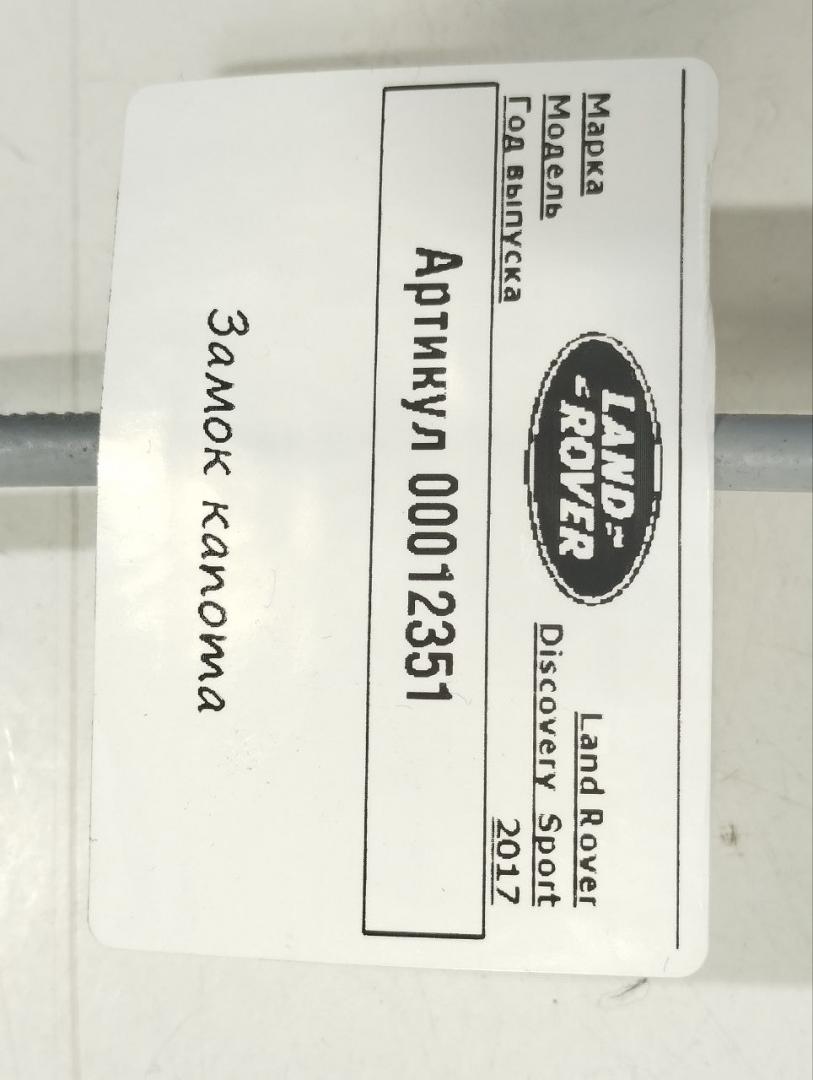 Марка
Land Rover
Модель
Discovery Sport
Год выпуска
2017
LAND
ROVER
Артикул 00012351
Замок капота